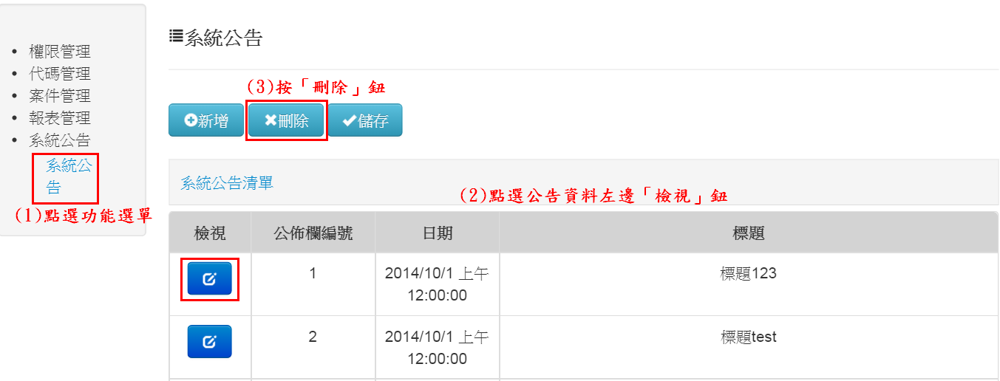 權限管理
代碼管理
案件管理
報表管理
系統公告
系統公
告
(1)點選功能選單
系統公告
(3)按「刪除」鈕
新增 刪除 儲存
系統公告清單
(2)點選公告資料左邊「檢視」鈕
檢視 公佈欄編號 日期 標題
1 2014/10/1 上午 標題123
12:00:00
2 2014/10/1 上午 標題test
12:00:00